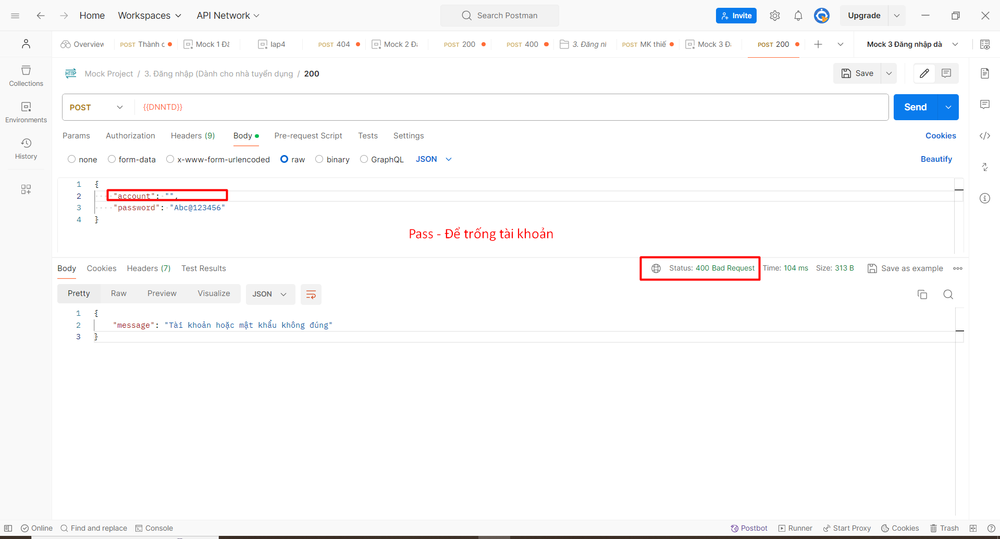 Home Workspaces API Network Search Postman Invite Upgrade
Overview POST Thành c Mock 1 Đă lap4 POST 404 Mock 2 Đă POST 200 POST 400 3. Đăng nl POST MK thiế Mock 3 Đ POST 200 Mock 3 Đăng nhập dà
Collections
Environments
History
HTTP Mock Project / 3. Đăng nhập (Dành cho nhà tuyển dụng / 200 Save
POST {{DNNTD}} Send
Params Authorization Headers (9) Body Pre-request Script Tests Settings Cookies
none form-data x-www-form-urlencoded raw binary GraphQL JSON Beautify
1 {
2 "account": "",
3 "password": "Abc@123456"
4 }
Pass - Để trống tài khoản
Body Cookies Headers (7) Test Results Status: 400 Bad Request Time: 104 ms Size: 313 B Save as example
Pretty Raw Preview Visualize JSON
1 {
2 "message": "Tài khoản hoặc mật khẩu không đúng"
3 }
Online Find and replace Console Postbot Runner Start Proxy Cookies Trash